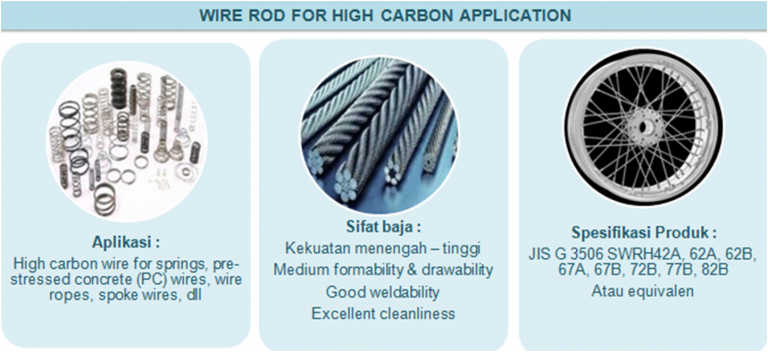 WIRE ROD FOR HIGH CARBON APPLICATION
Aplikasi :
High carbon wire for springs, pre-
stressed concrete (PC) wires, wire
ropes, spoke wires, dll
Sifat baja :
Kekuatan menengah – tinggi
Medium formability & drawability
Good weldability
Excellent cleanliness
Spesifikasi Produk :
JIS G 3506 SWRH42A, 62A, 62B,
67A, 67B, 72B, 77B, 82B
Atau equivalen